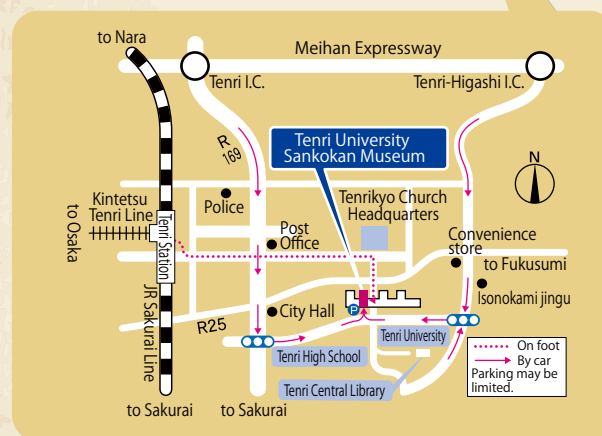 to Nara
Meihan Expressway
Tenri I.C.
Tenri-Higashi I.C.
R
169
Tenri University
Sankokan Museum
N
Kintetsu
Tenri Line
to Osaka
Tenri Station
Police
Post
Office
Tenrikyo Church
Headquarters
Convenience
store
to Fukusumi
Isonokami jingu
JR Sakurai Line
R25
City Hall
P
Tenri University
Tenri High School
Tenri Central Library
On foot
By car
Parking may be
limited.
to Sakurai
to Sakurai